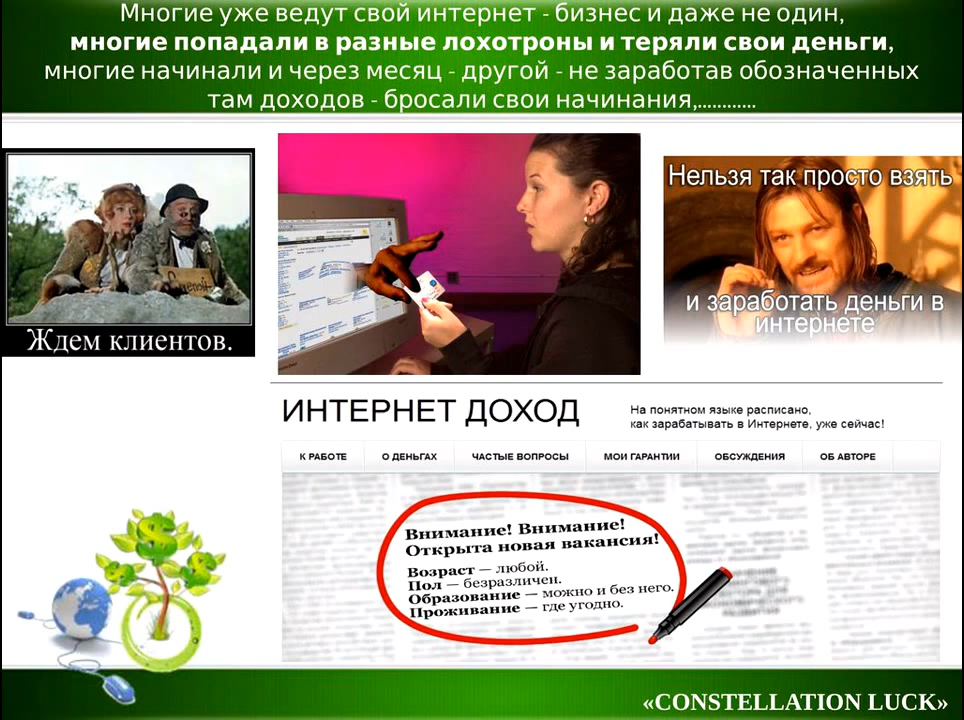 Многие уже ведут свой интернет - бизнес и даже не один,
многие попадали в разные лохотроны и теряли свои деньги,
многие начинали и через месяц - другой - не заработав обозначенных
там доходов - бросали свои начинания,............
Ждем клиентов.
Нельзя так просто взять
и заработать деньги в
интернете
ИНТЕРНЕТ ДОХОД
На понятном языке расписано,
как зарабатывать в Интернете, уже сейчас!
К РАБОТЕ
О ДЕНЬГАХ
ЧАСТЫЕ ВОПРОСЫ
МОИ ГАРАНТИИ
ОБСУЖДЕНИЯ
ОБ АВТОРЕ
Внимание! Внимание!
Открыта новая вакансия!
Возраст — любой.
Пол — безразличен.
Образование — можно и без него.
Проживание — где угодно.
«CONSTELLATION LUCK»